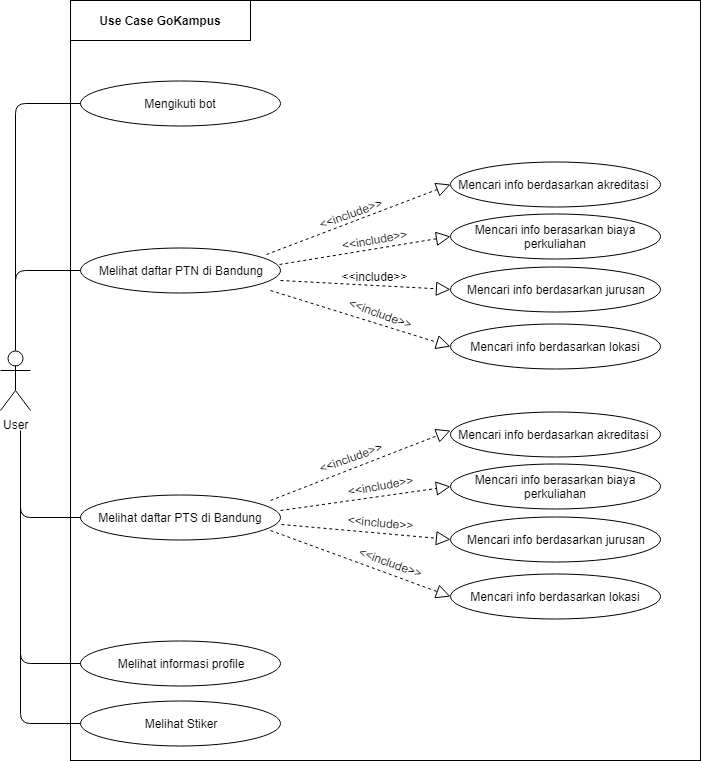 Use Case GoKampus
Mengikuti bot
Mencari info berdasarkan akreditasi
<<include>>
Mencari info berasarkan biaya
perkuliahan
<<include>>
Melihat daftar PTN di Bandung
<<include>>
Mencari info berdasarkan jurusan
<<include>>
Mencari info berdasarkan lokasi
User
Mencari info berdasarkan akreditasi
<<include>>
Mencari info berasarkan biaya
perkuliahan
<<include>>
Melihat daftar PTS di Bandung
<<include>>
Mencari info berdasarkan jurusan
<<include>>
Mencari info berdasarkan lokasi
Melihat informasi profile
Melihat Stiker